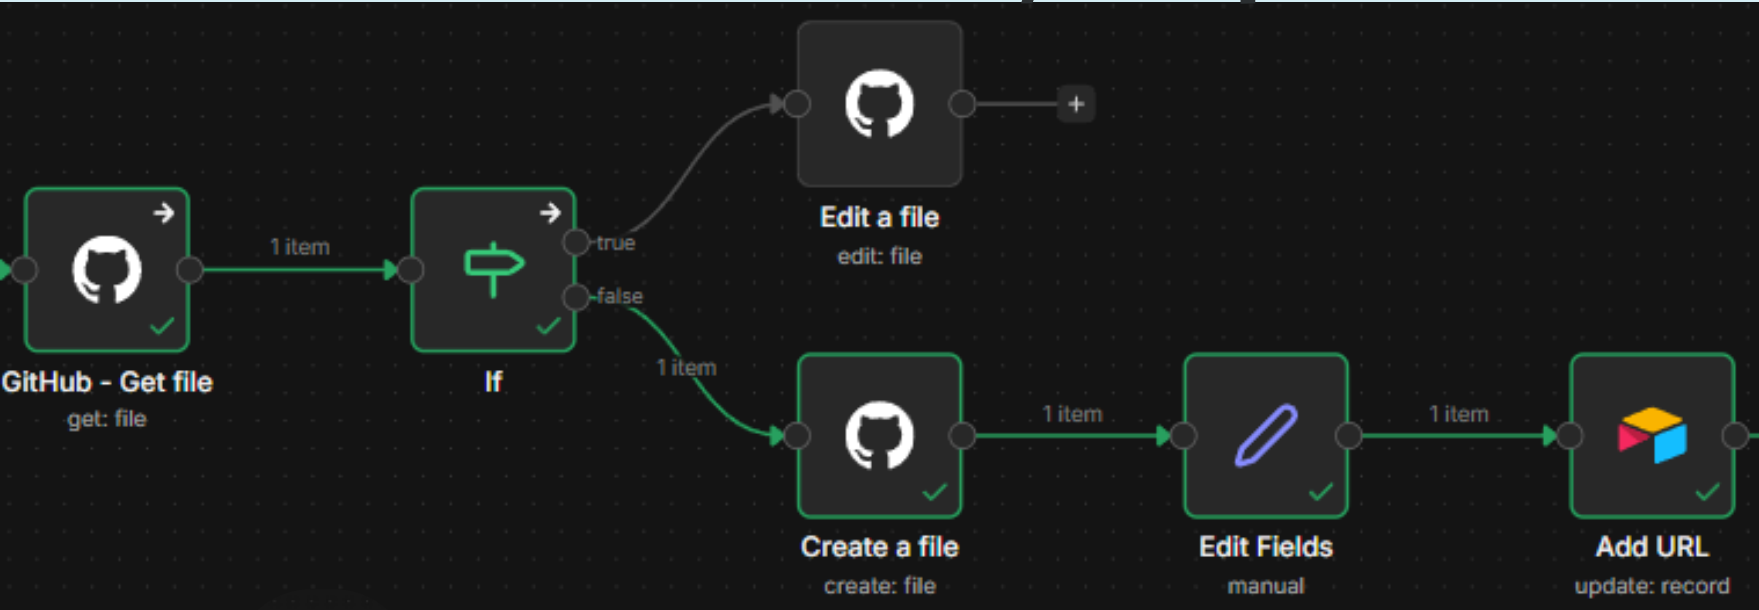 Edit a file
edit: file
true
false
1 item
GitHub - Get file
get: file
If
1 item
1 item
1 item
Create a file
create: file
Edit Fields
manual
Add URL
update: record